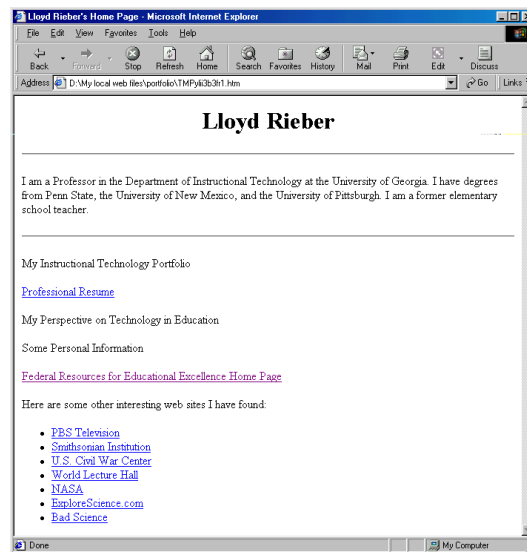 Lloyd Rieber's Home Page - Microsoft Internet Explorer
File Edit View Favorites Tools Help
Back Forward Stop Refresh Home Search Favorites History Mail Print Edit Discuss
Address D:\My local web files\portfolio\TMPylii3b3tr1.htm Go Links
Lloyd Rieber
I am a Professor in the Department of Instructional Technology at the University of Georgia. I have degrees
from Penn State, the University of New Mexico, and the University of Pittsburgh. I am a former elementary
school teacher.
My Instructional Technology Portfolio
Professional Resume
My Perspective on Technology in Education
Some Personal Information
Federal Resources for Educational Excellence Home Page
Here are some other interesting web sites I have found:
PBS Television
Smithsonian Institution
U.S. Civil War Center
World Lecture Hall
NASA
ExploreScience.com
Bad Science
Done My Computer